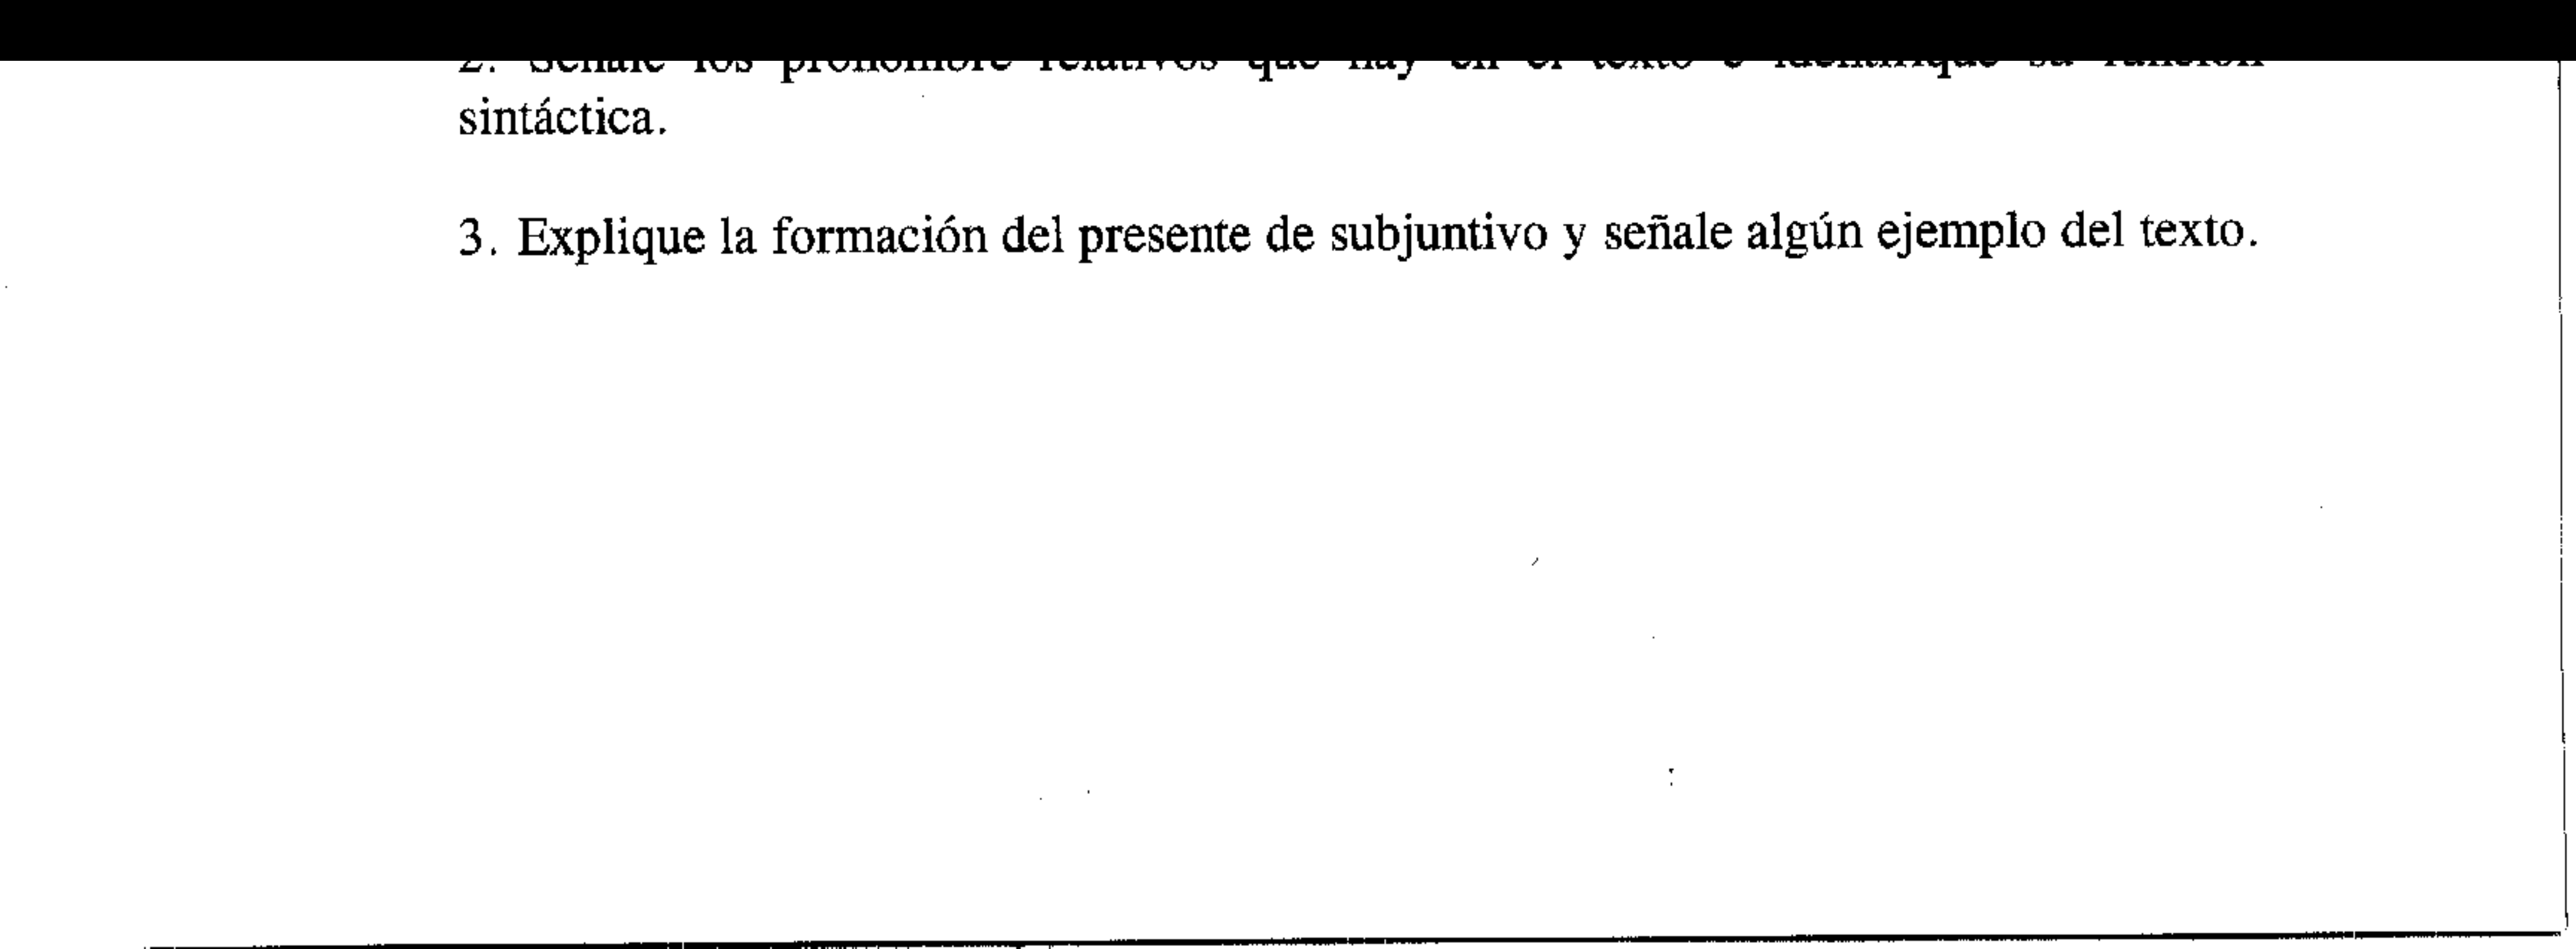 2. Señale los pronombre relativos que hay en el texto e identifique su función
sintáctica.
3. Explique la formación del presente de subjuntivo y señale algún ejemplo del texto.